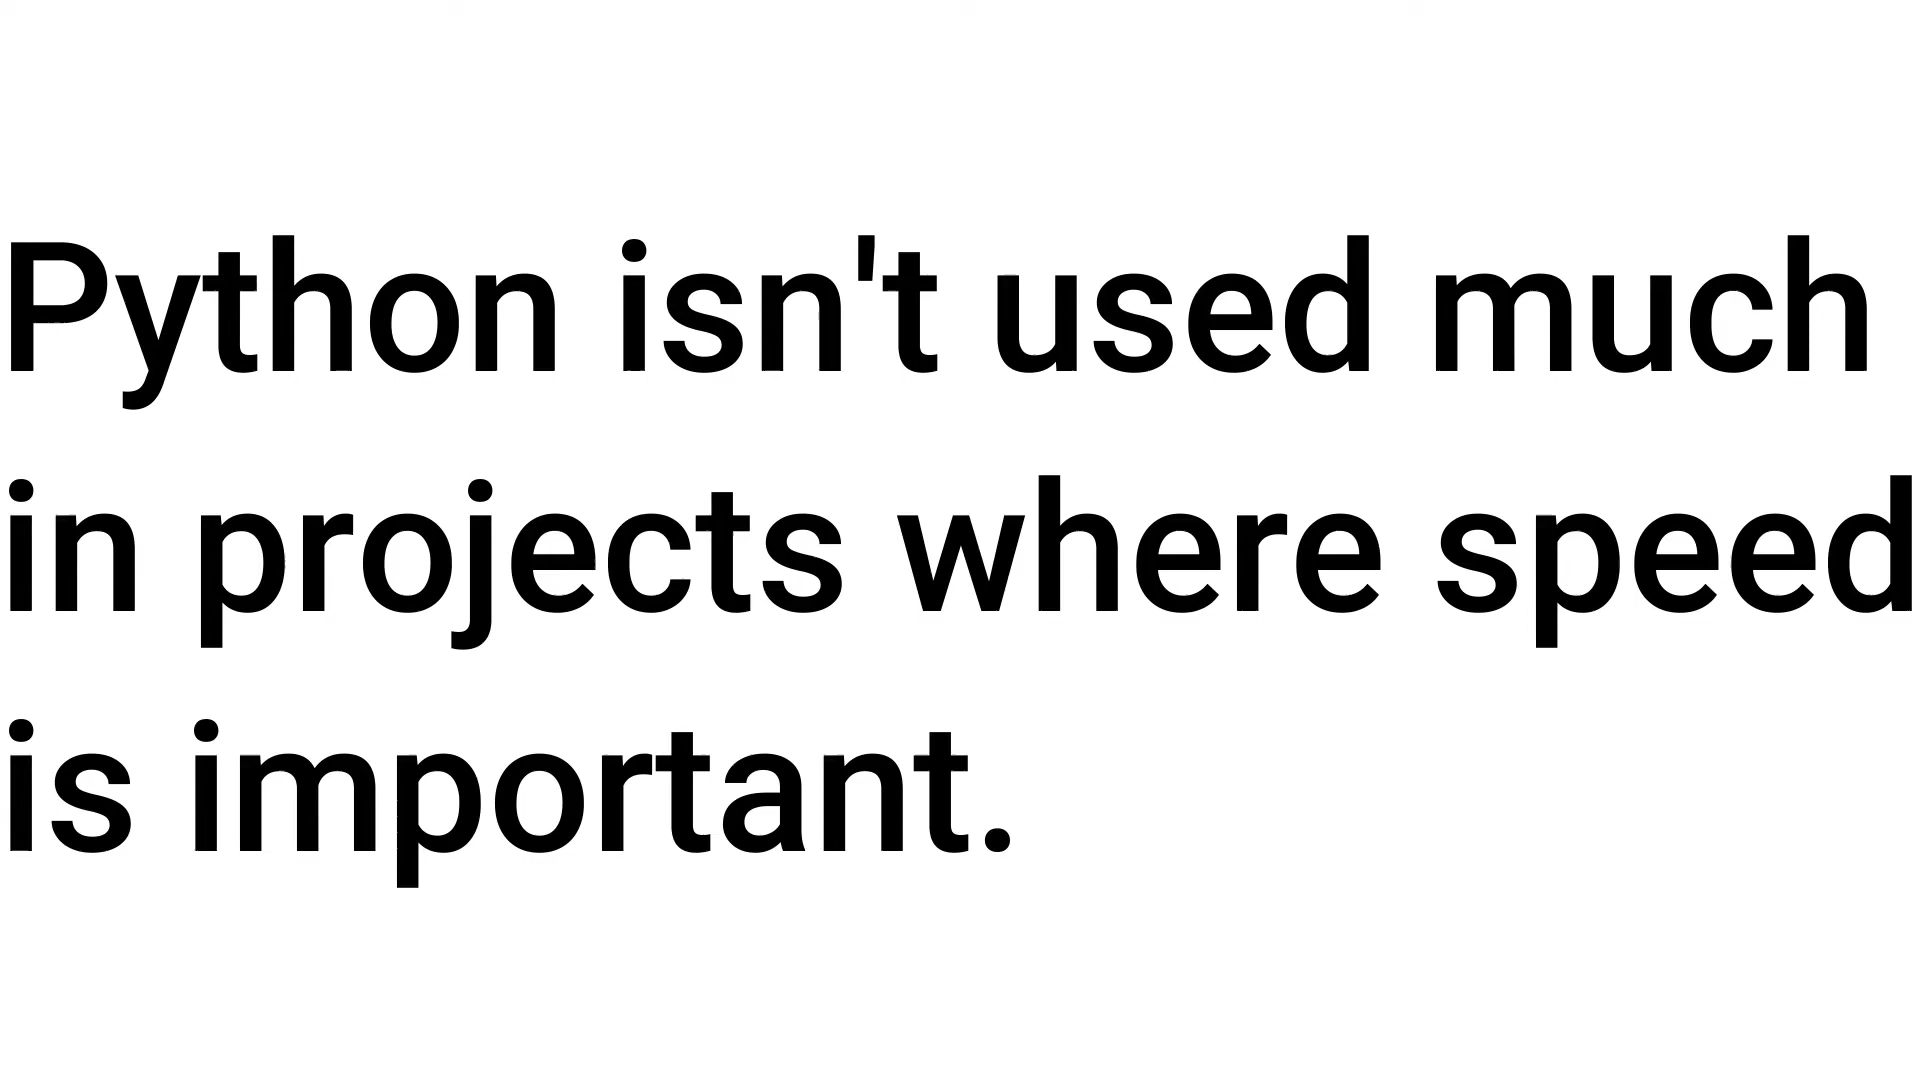 Python isn't used much
in projects where speed
is important.